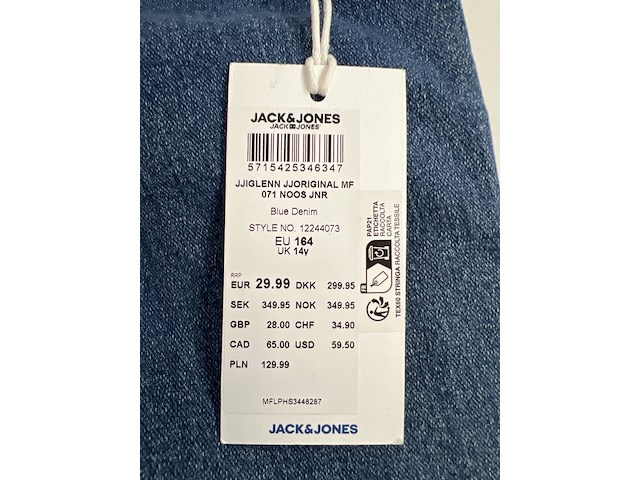 JACK&JONES
JACK JONES
5715425346347
JJIGLENN JJORIGINAL MF
071 NOOS JNR
Blue Denim
STYLE NO. 12244073
EU 164
UK 14y
RRP
EUR 29.99 DKK 299.95
SEK 349.95 NOK 349.95
GBP 28.00 CHF 34.90
CAD 65.00 USD 59.50
PLN 129.99
MFLPHS3448287
JACK&JONES
PAP21
ETICHETTA
RACCOLTA
CARTA
TEX60 STRINGA RACCOLTA TESSILE
FR